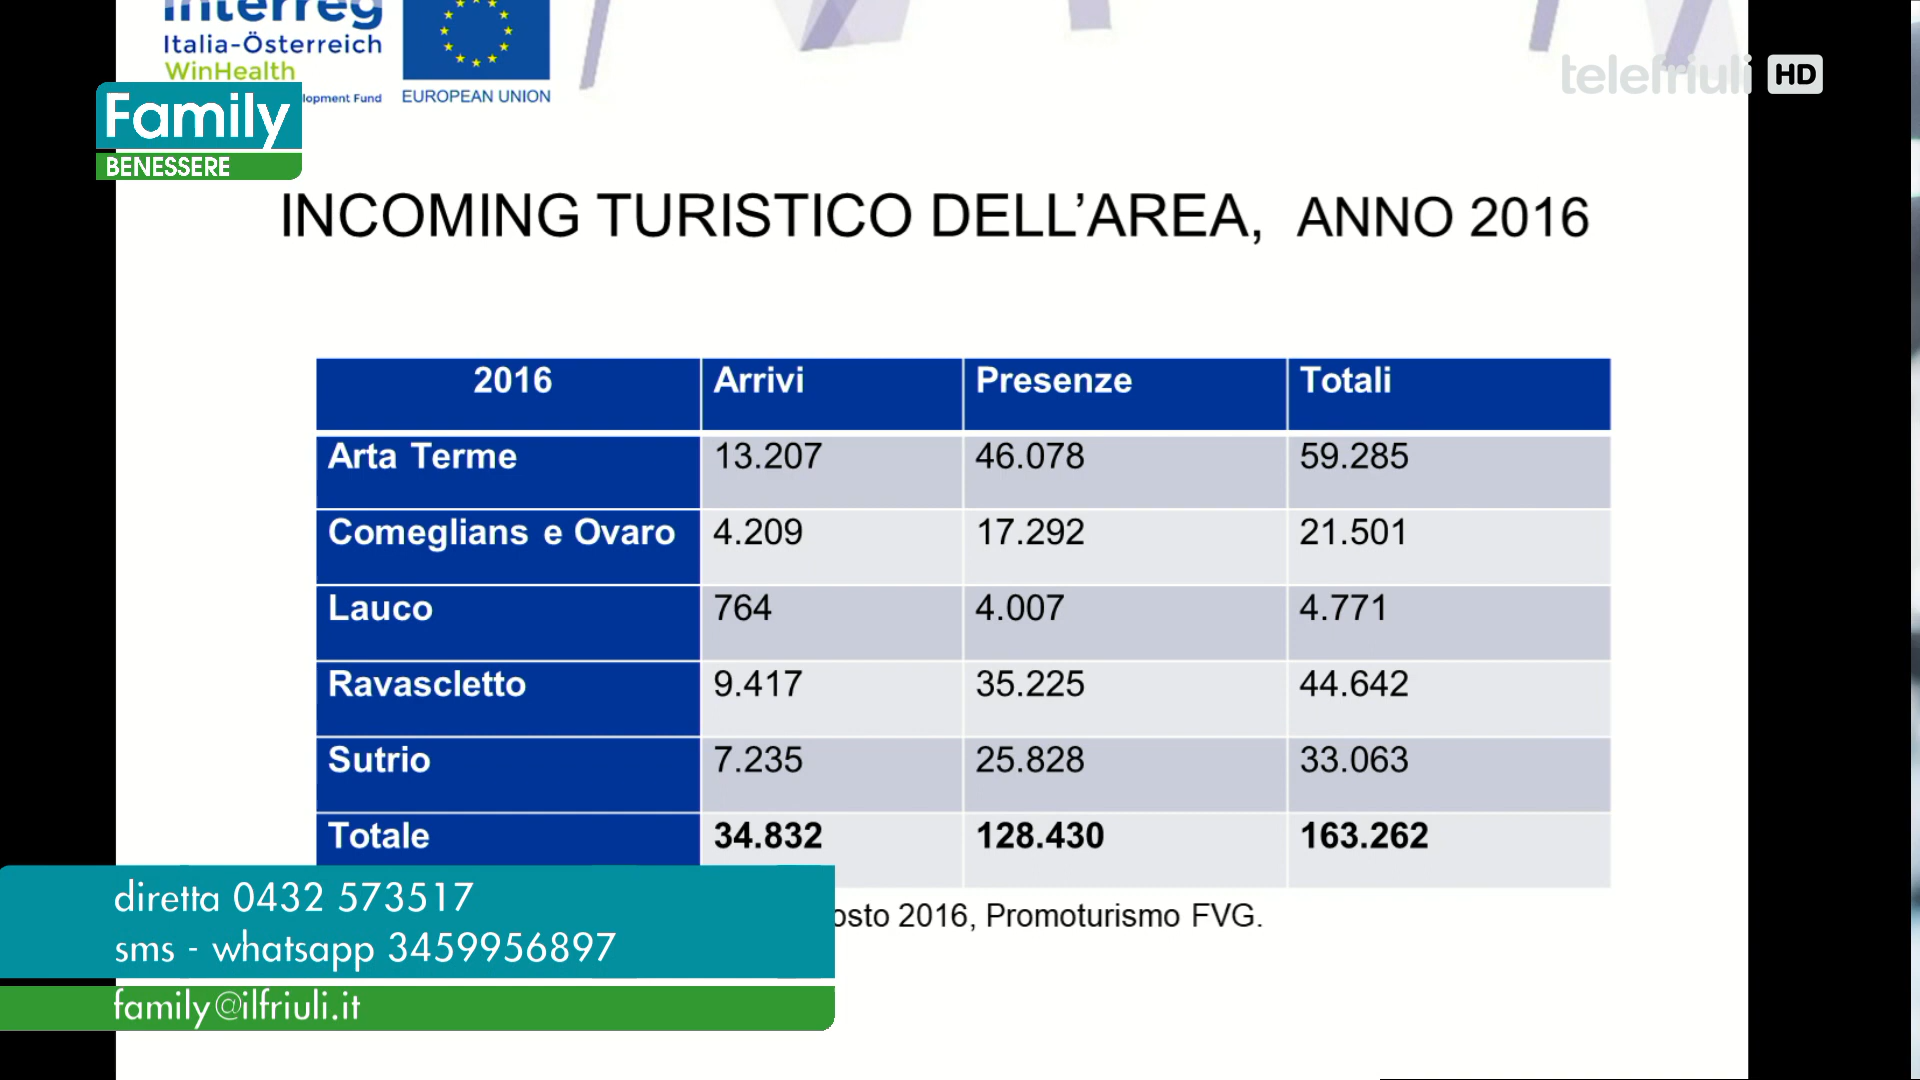 Interreg
Italia-Österreich
WinHealth
EUROPEAN UNION
Family
BENESSERE
telefriuli HD
INCOMING TURISTICO DELL’AREA, ANNO 2016
2016 Arrivi Presenze Totali
Arta Terme 13.207 46.078 59.285
Comeglians e Ovaro 4.209 17.292 21.501
Lauco 764 4.007 4.771
Ravascletto 9.417 35.225 44.642
Sutrio 7.235 25.828 33.063
Totale 34.832 128.430 163.262
2016, Promoturismo FVG.
diretta 0432 573517
sms - whatsapp 3459956897
family@ilfriuli.it